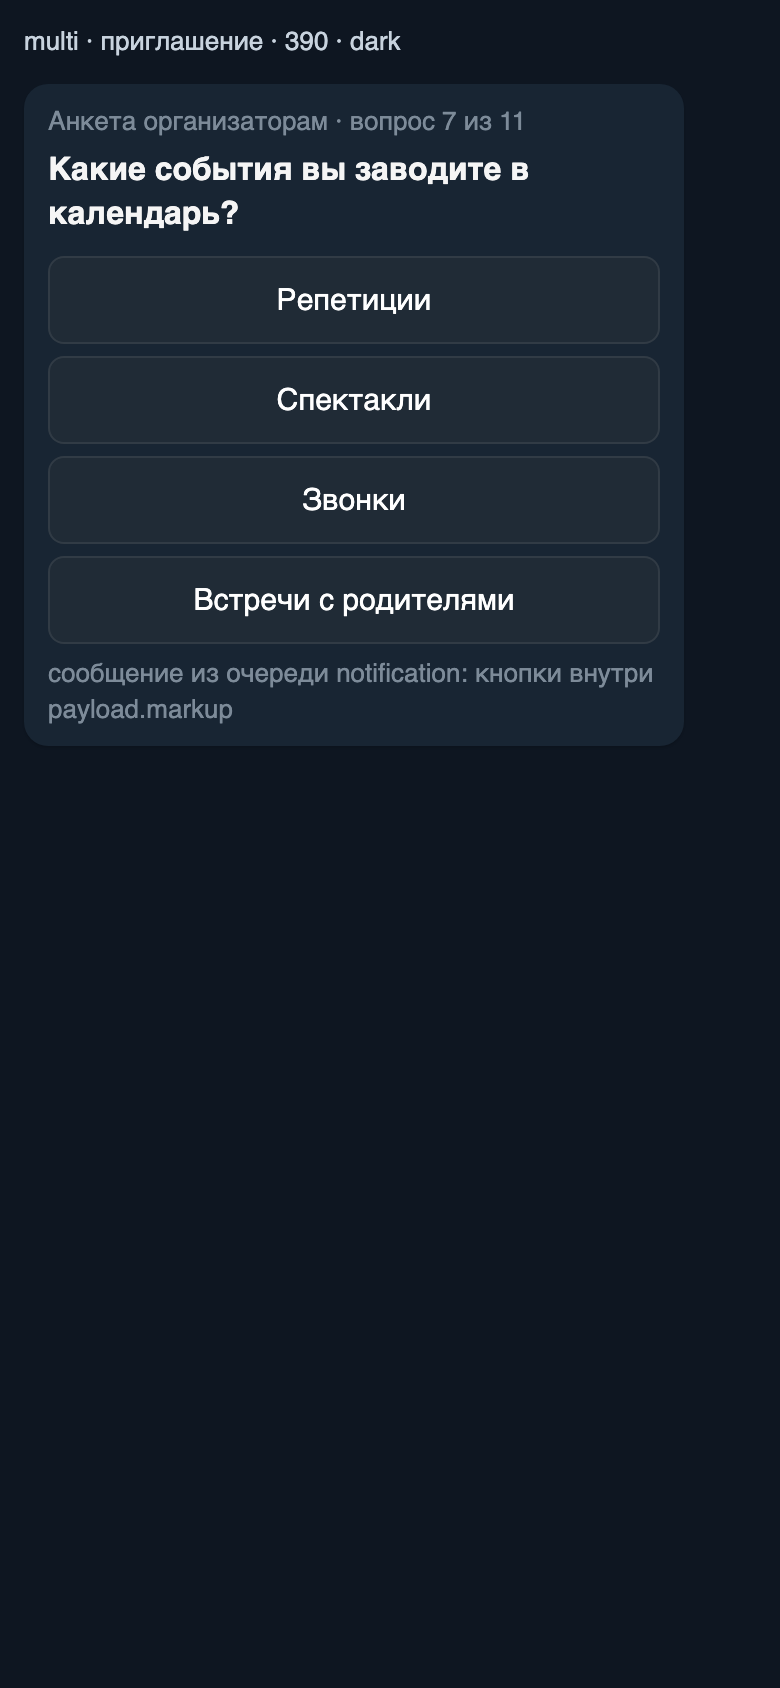 multi · приглашение · 390 · dark
Анкета организаторам · вопрос 7 из 11
Какие события вы заводите в
календарь?
Репетиции
Спектакли
Звонки
Встречи с родителями
сообщение из очереди notification: кнопки внутри
payload.markup